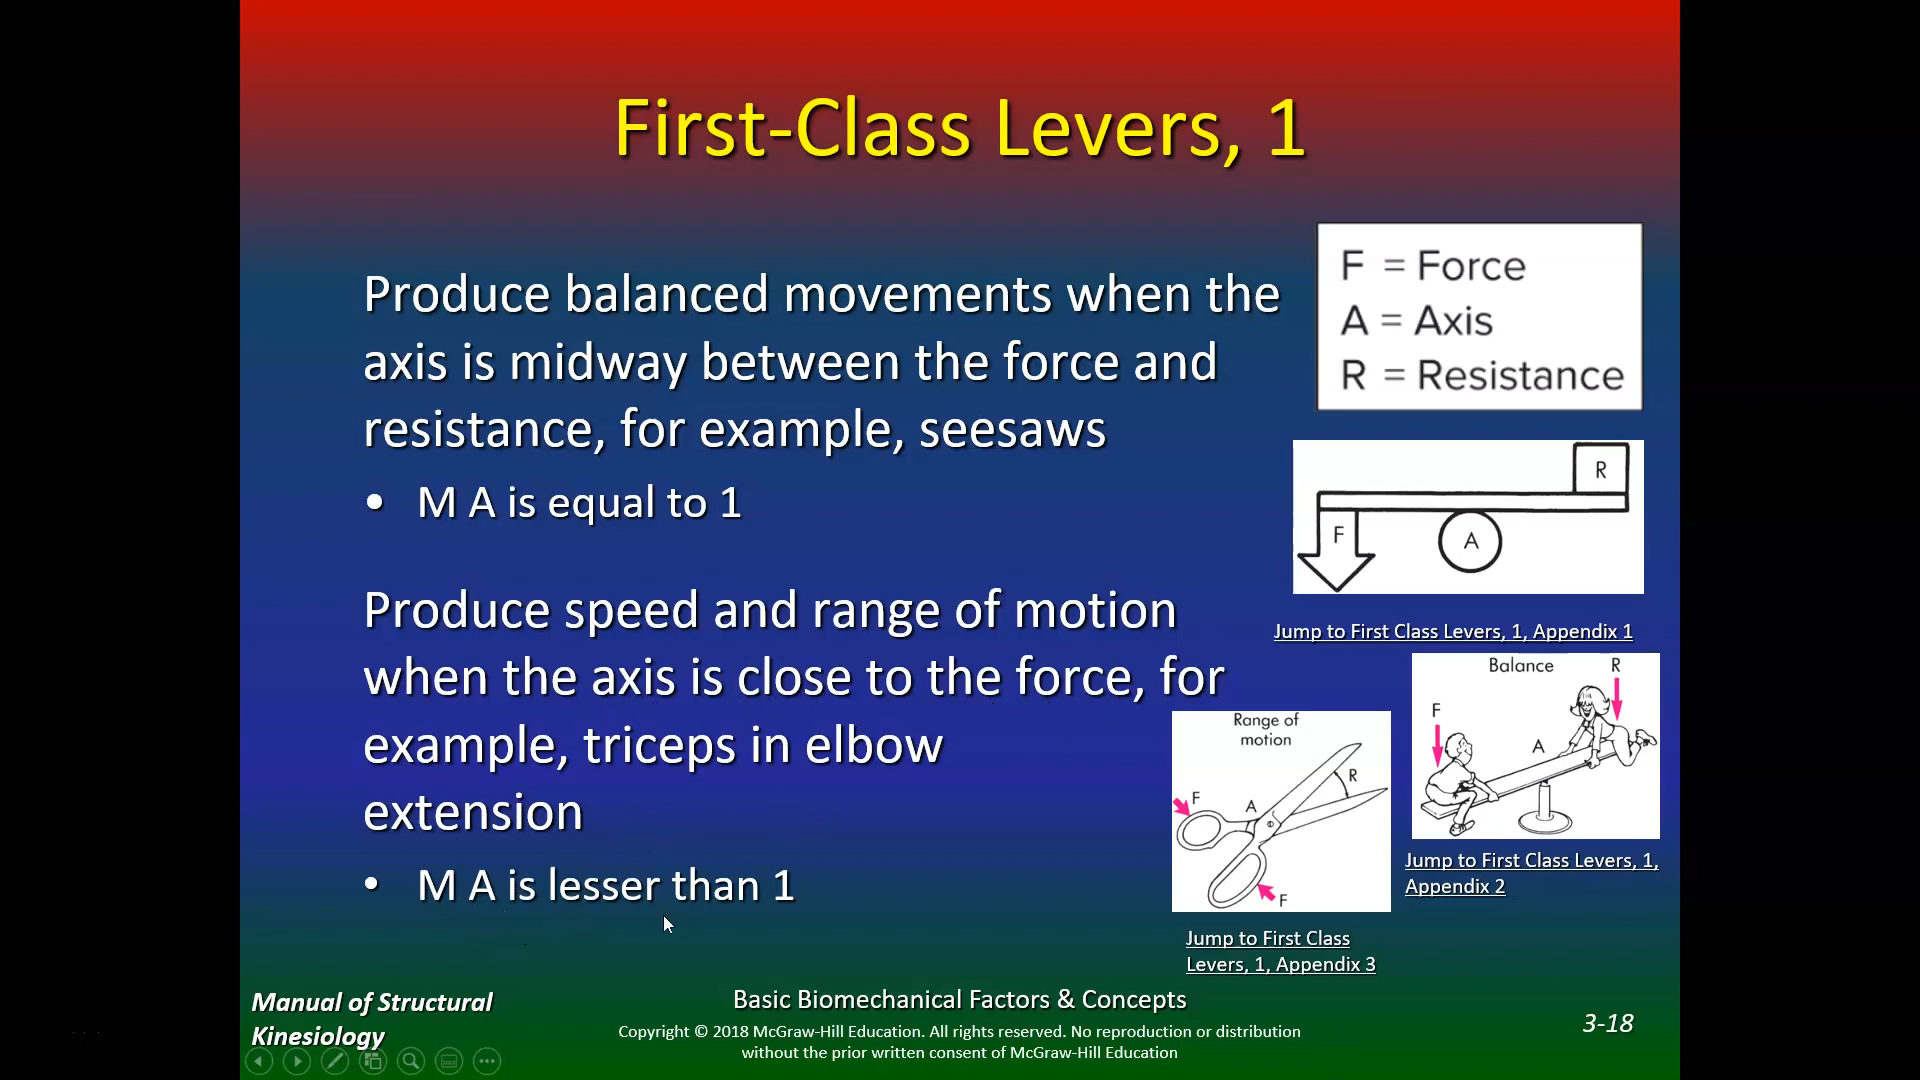 First-Class Levers, 1
Produce balanced movements when the
axis is midway between the force and
resistance, for example, seesaws
• M A is equal to 1
Produce speed and range of motion
when the axis is close to the force, for
example, triceps in elbow
extension
• M A is lesser than 1
F = Force
A = Axis
R = Resistance
R
F
A
Jump to First Class Levers, 1, Appendix 1
Balance
R
F
A
Jump to First Class Levers, 1,
Appendix 2
Range of
motion
R
F
A
F
Jump to First Class
Levers, 1, Appendix 3
Manual of Structural
Kinesiology
Basic Biomechanical Factors & Concepts
Copyright © 2018 McGraw-Hill Education. All rights reserved. No reproduction or distribution
without the prior written consent of McGraw-Hill Education
3-18